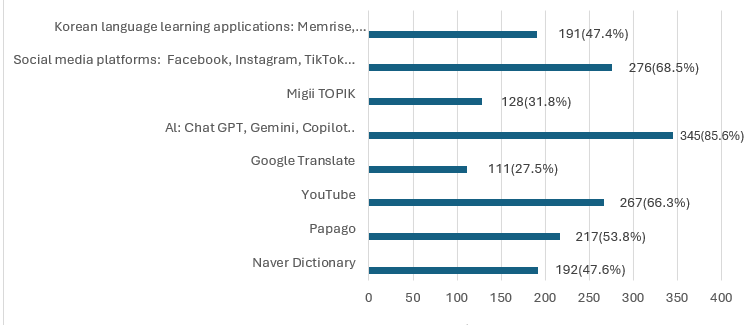 Korean language learning applications: Memrise,... 191(47.4%)
Social media platforms: Facebook, Instagram, TikTok... 276(68.5%)
Migii TOPIK 128(31.8%)
AI: Chat GPT, Gemini, Copilot.. 345(85.6%)
Google Translate 111(27.5%)
YouTube 267(66.3%)
Papago 217(53.8%)
Naver Dictionary 192(47.6%)
0 50 100 150 200 250 300 350 400